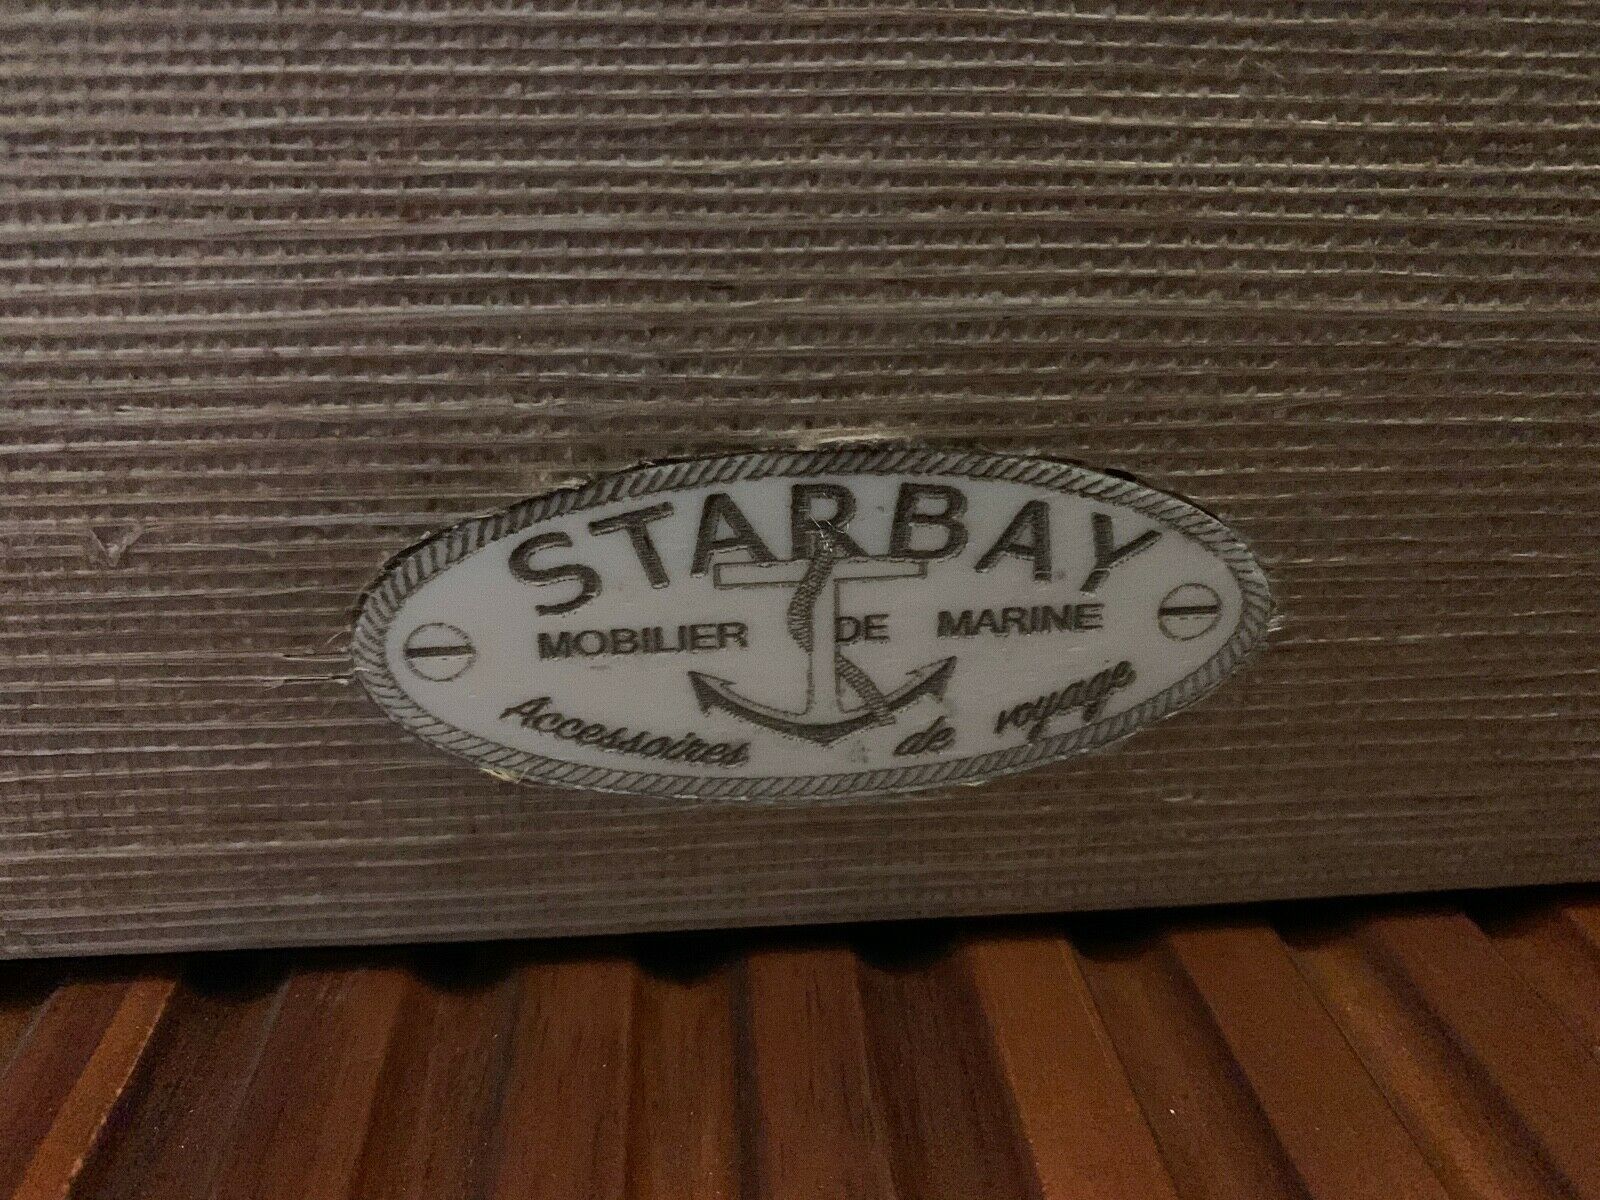 STARBAY
MOBILIER DE MARINE
Accessoires de voyage